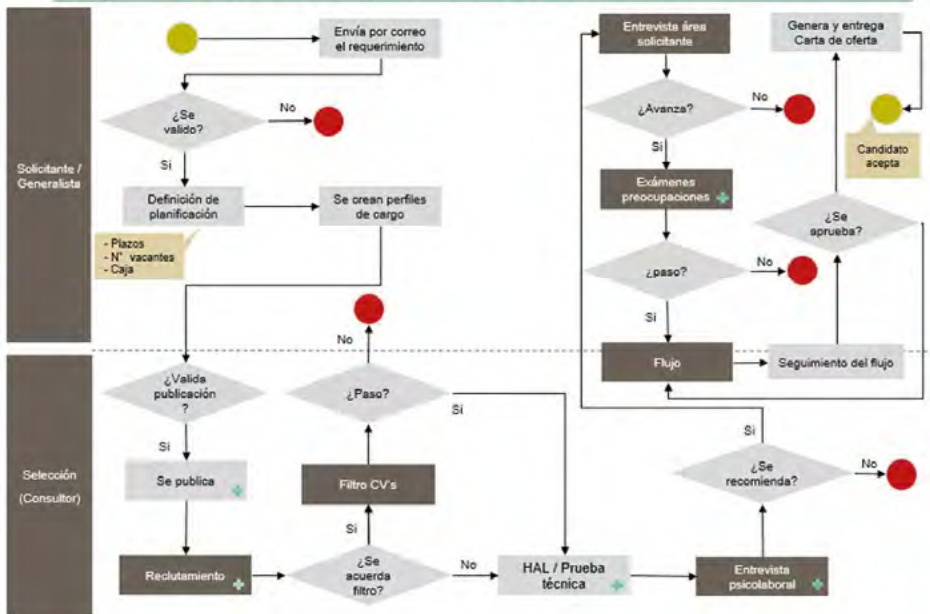 Solicitante /
Generalista
Envía por correo
el requerimiento
¿Se
valido?
No
Si
Definición de
planificación
Se crean perfiles
de cargo
- Plazos
- N° vacantes
- Caja
Entrevista área
solicitante
¿Avanza?
No
Si
Exámenes
preocupaciones
¿paso?
No
Si
Genera y entrega
Carta de oferta
Candidato
acepta
¿Se
aprueba?
Flujo
Seguimiento del flujo
Selección
(Consultor)
¿Valida
publicación
?
Si
Se publica
Reclutamiento
No
¿Paso?
Si
Filtro CV's
Si
¿Se
acuerda
filtro?
No
HAL / Prueba
técnica
Entrevista
psicolaboral
Si
¿Se
recomienda?
No